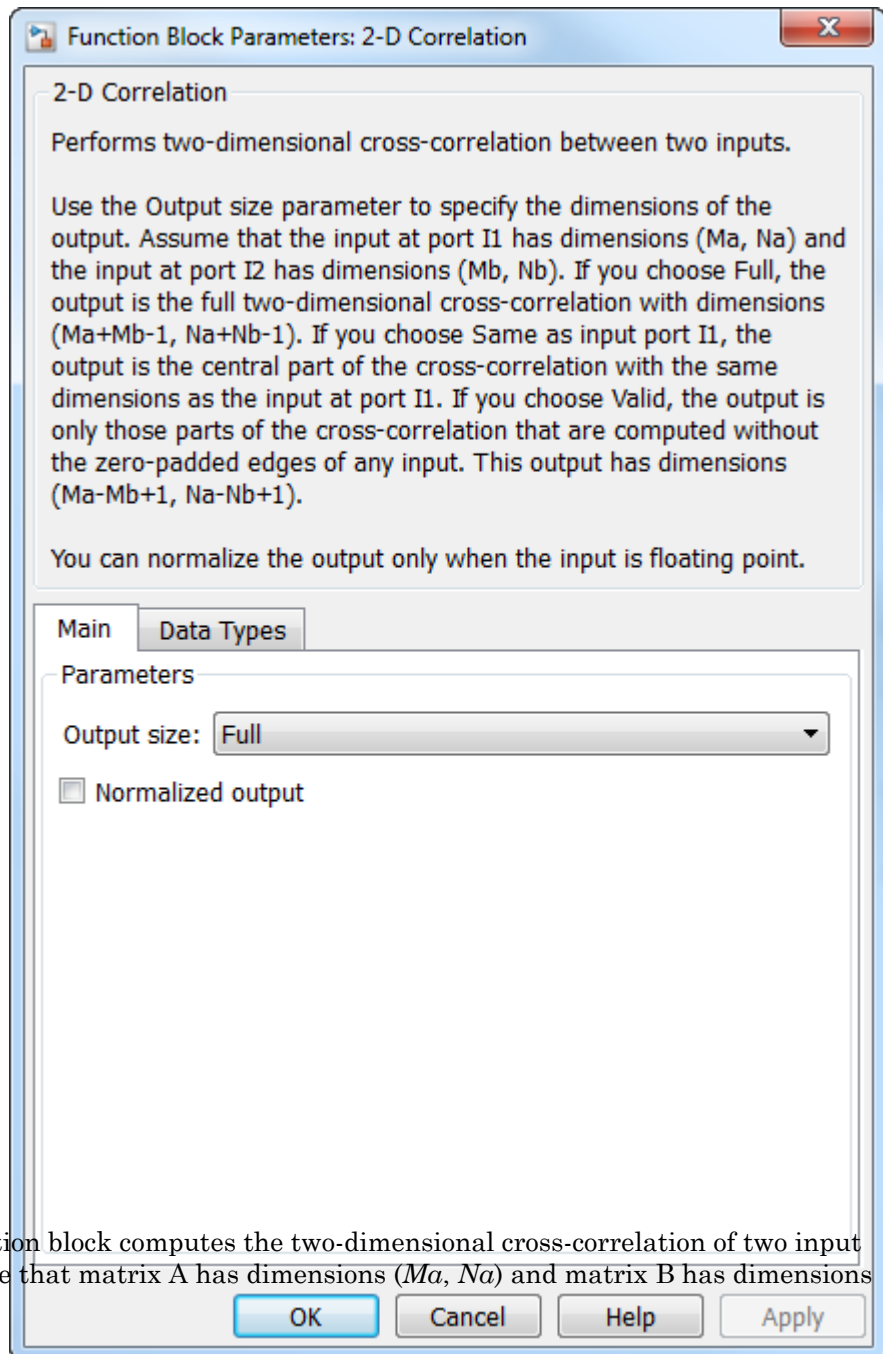 Function Block Parameters: 2-D Correlation
2-D Correlation
Performs two-dimensional cross-correlation between two inputs.
Use the Output size parameter to specify the dimensions of the
output. Assume that the input at port I1 has dimensions (Ma, Na) and
the input at port I2 has dimensions (Mb, Nb). If you choose Full, the
output is the full two-dimensional cross-correlation with dimensions
(Ma+Mb-1, Na+Nb-1). If you choose Same as input port I1, the
output is the central part of the cross-correlation with the same
dimensions as the input at port I1. If you choose Valid, the output is
only those parts of the cross-correlation that are computed without
the zero-padded edges of any input. This output has dimensions
(Ma-Mb+1, Na-Nb+1).
You can normalize the output only when the input is floating point.
Main Data Types
Parameters
Output size: Full
Normalized output
block computes the two-dimensional cross-correlation of two input
that matrix A has dimensions (Ma, Na) and matrix B has dimensions
OK Cancel Help Apply